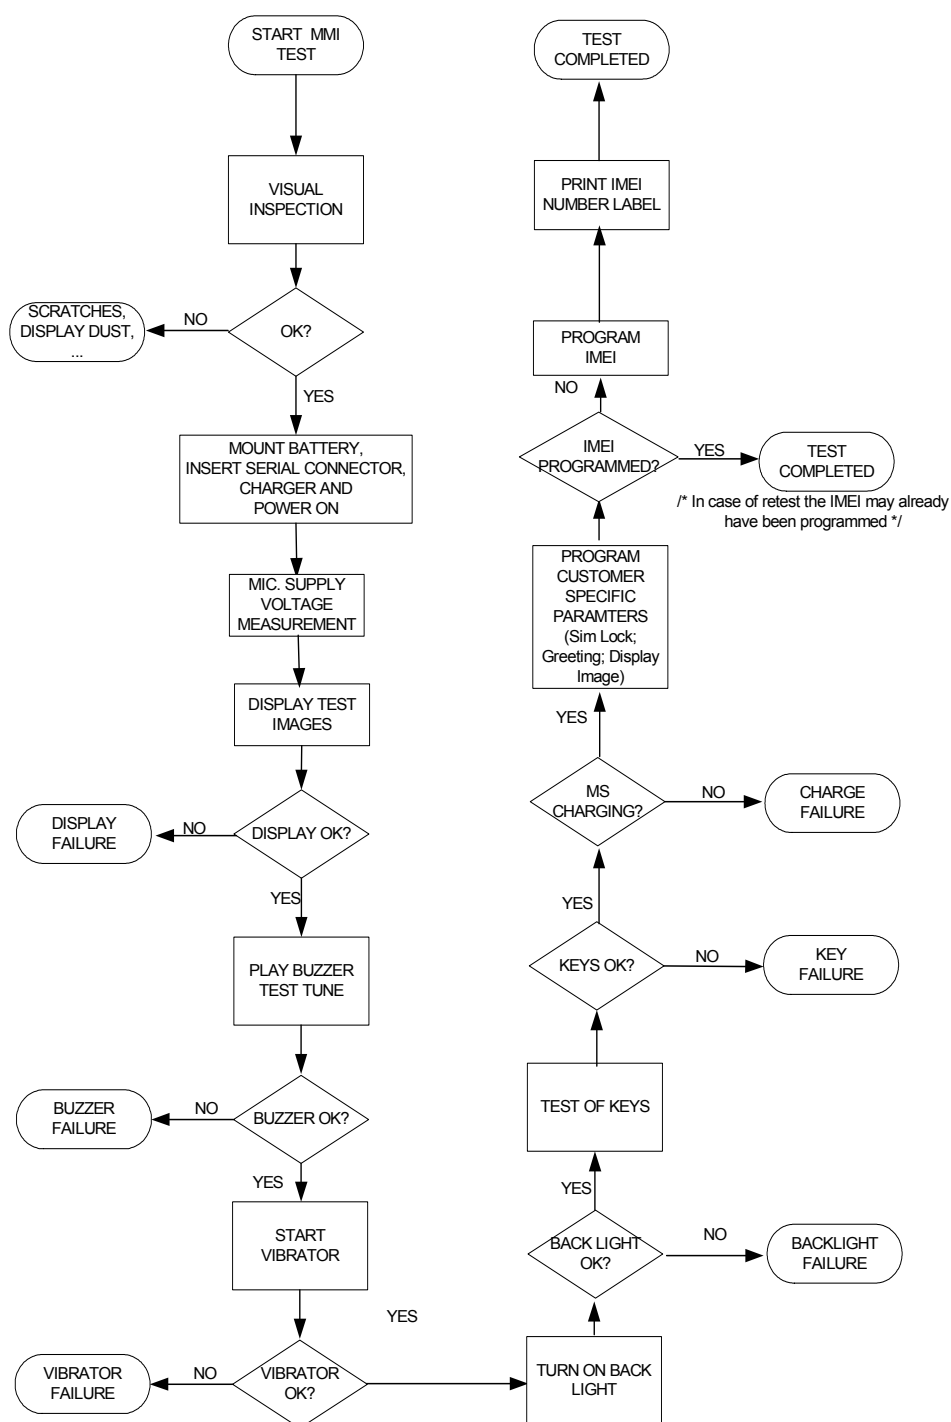 START MMI
TEST
VISUAL
INSPECTION
SCRATCHES,
DISPLAY DUST,
...
NO
OK?
YES
MOUNT BATTERY,
INSERT SERIAL CONNECTOR,
CHARGER AND
POWER ON
MIC. SUPPLY
VOLTAGE
MEASUREMENT
DISPLAY TEST
IMAGES
DISPLAY
FAILURE
NO
DISPLAY OK?
YES
PLAY BUZZER
TEST TUNE
BUZZER
FAILURE
NO
BUZZER OK?
YES
START
VIBRATOR
YES
VIBRATOR
FAILURE
NO
VIBRATOR
OK?
TURN ON BACK
LIGHT
BACK LIGHT
OK?
NO
BACKLIGHT
FAILURE
YES
TEST OF KEYS
KEYS OK?
NO
KEY
FAILURE
YES
MS
CHARGING?
NO
CHARGE
FAILURE
YES
PROGRAM
CUSTOMER
SPECIFIC
PARAMTERS
(Sim Lock;
Greeting; Display
Image)
IMEI
PROGRAMMED?
YES
TEST
COMPLETED
/* In case of retest the IMEI may already
have been programmed */
NO
PROGRAM
IMEI
PRINT IMEI
NUMBER LABEL
TEST
COMPLETED